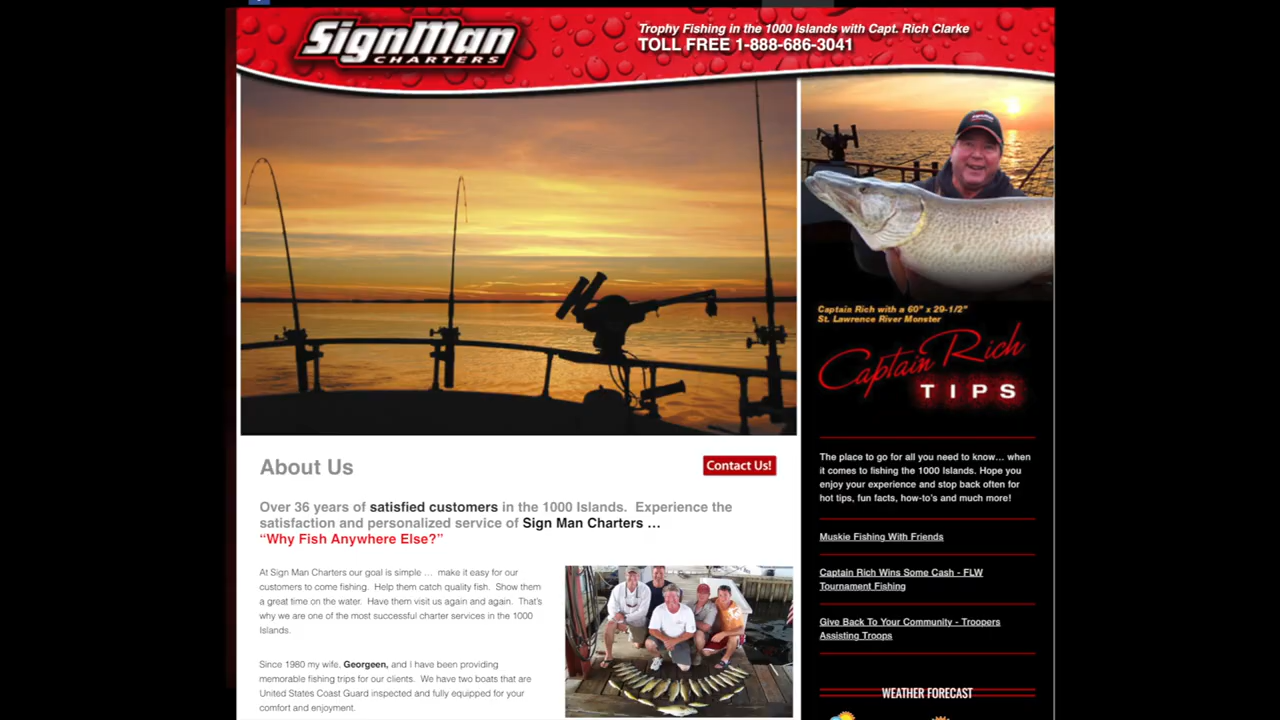 SignMan
CHARTERS
Trophy Fishing in the 1000 Islands with Capt. Rich Clarke
TOLL FREE 1-888-686-3041
Captain Rich with a 60" x 29-1/2"
St. Lawrence River Monster
Captain Rich
TIPS
The place to go for all you need to know... when
it comes to fishing the 1000 Islands. Hope you
enjoy your experience and stop back often for
hot tips, fun facts, how-to's and much more!
Muskie Fishing With Friends
Captain Rich Wins Some Cash - FLW
Tournament Fishing
Give Back To Your Community - Troopers
Assisting Troops
WEATHER FORECAST
About Us
Contact Us!
Over 36 years of satisfied customers in the 1000 Islands. Experience the
satisfaction and personalized service of Sign Man Charters ...
“Why Fish Anywhere Else?”
At Sign Man Charters our goal is simple ... make it easy for our
customers to come fishing. Help them catch quality fish. Show them
a great time on the water. Have them visit us again and again. That's
why we are one of the most successful charter services in the 1000
Islands.
Since 1980 my wife, Georgeen, and I have been providing
memorable fishing trips for our clients. We have two boats that are
United States Coast Guard inspected and fully equipped for your
comfort and enjoyment.